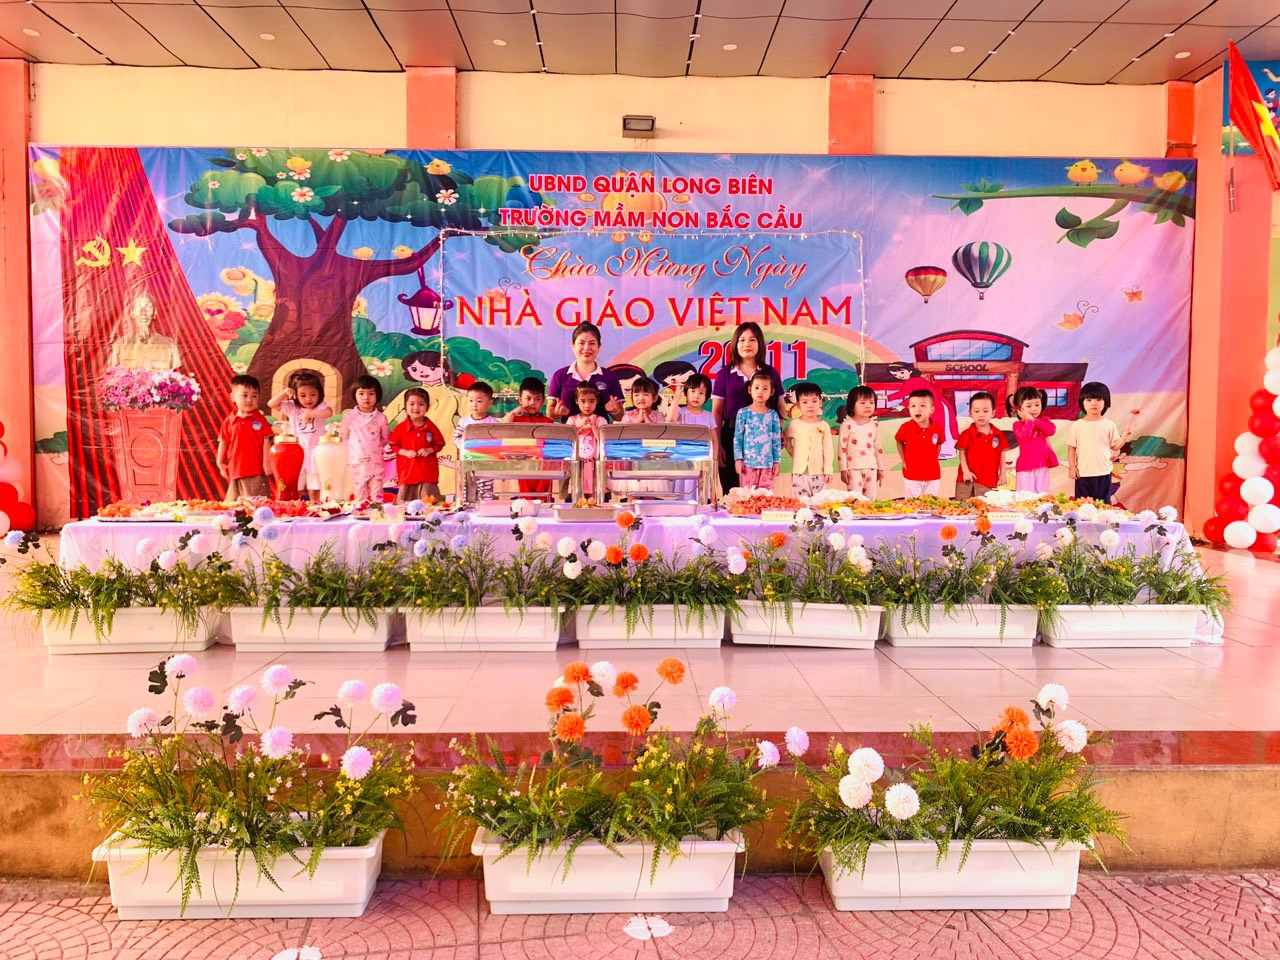 UBND QUẬN LONG BIÊN
TRƯỜNG MẦM NON BẮC CẦU
Chào Mừng Ngày
NHÀ GIÁO VIỆT NAM
SCHOOL